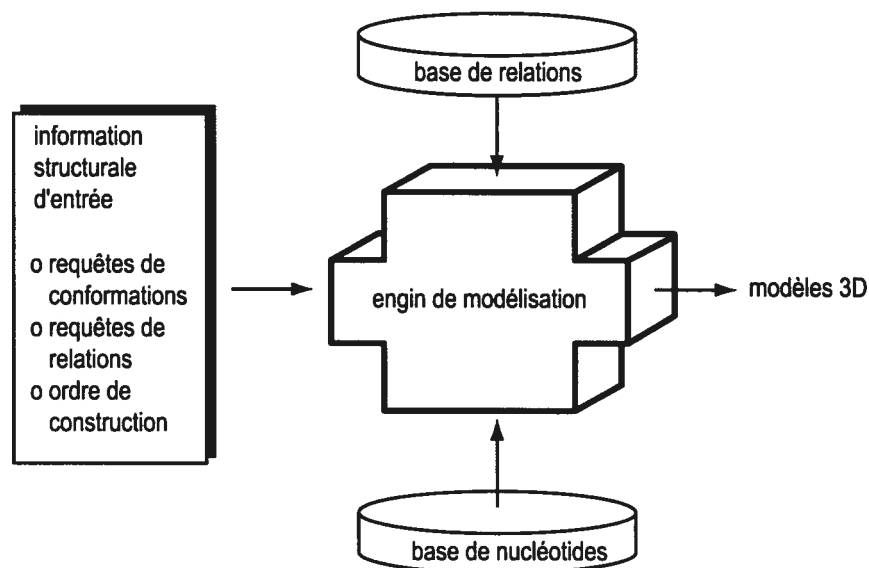 base de relations
information
structurale
d'entrée
o requêtes de
conformations
o requêtes de
relations
o ordre de
construction
engin de modélisation
modèles 3D
base de nucléotides